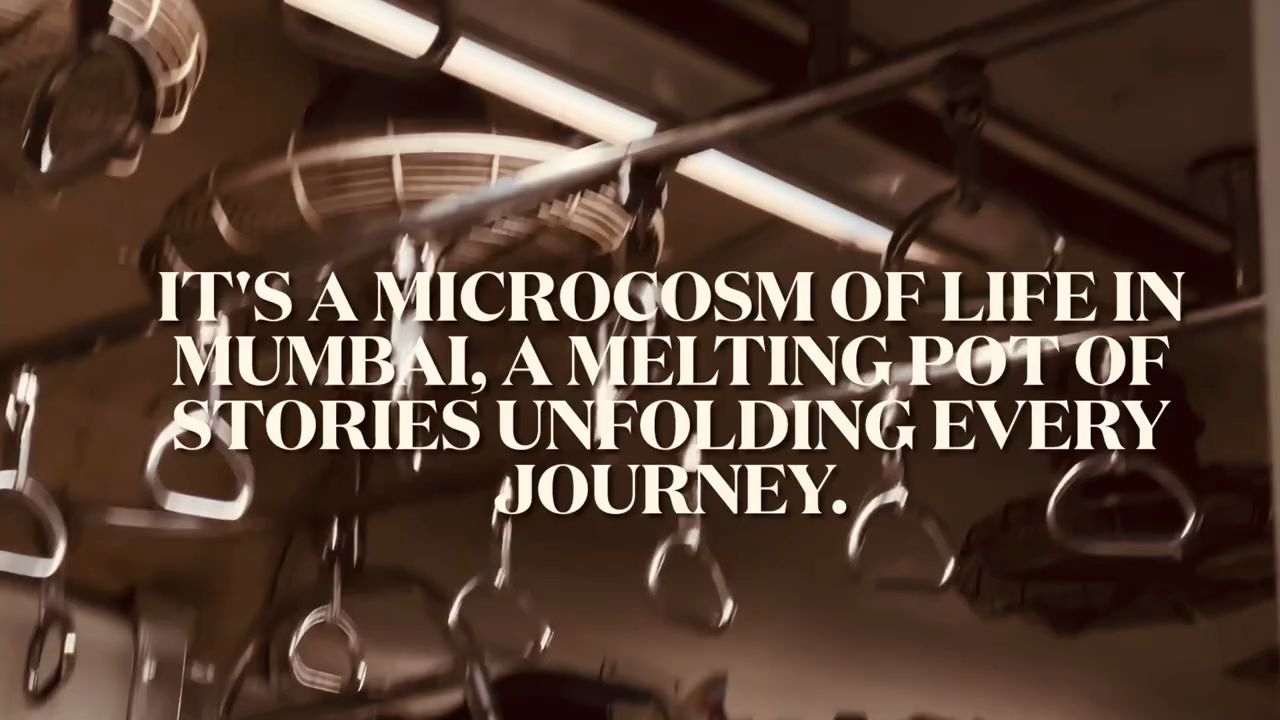 IT'S A MICROCOSM OF LIFE IN
MUMBAI, A MELTING POT OF
STORIES UNFOLDING EVERY
JOURNEY.